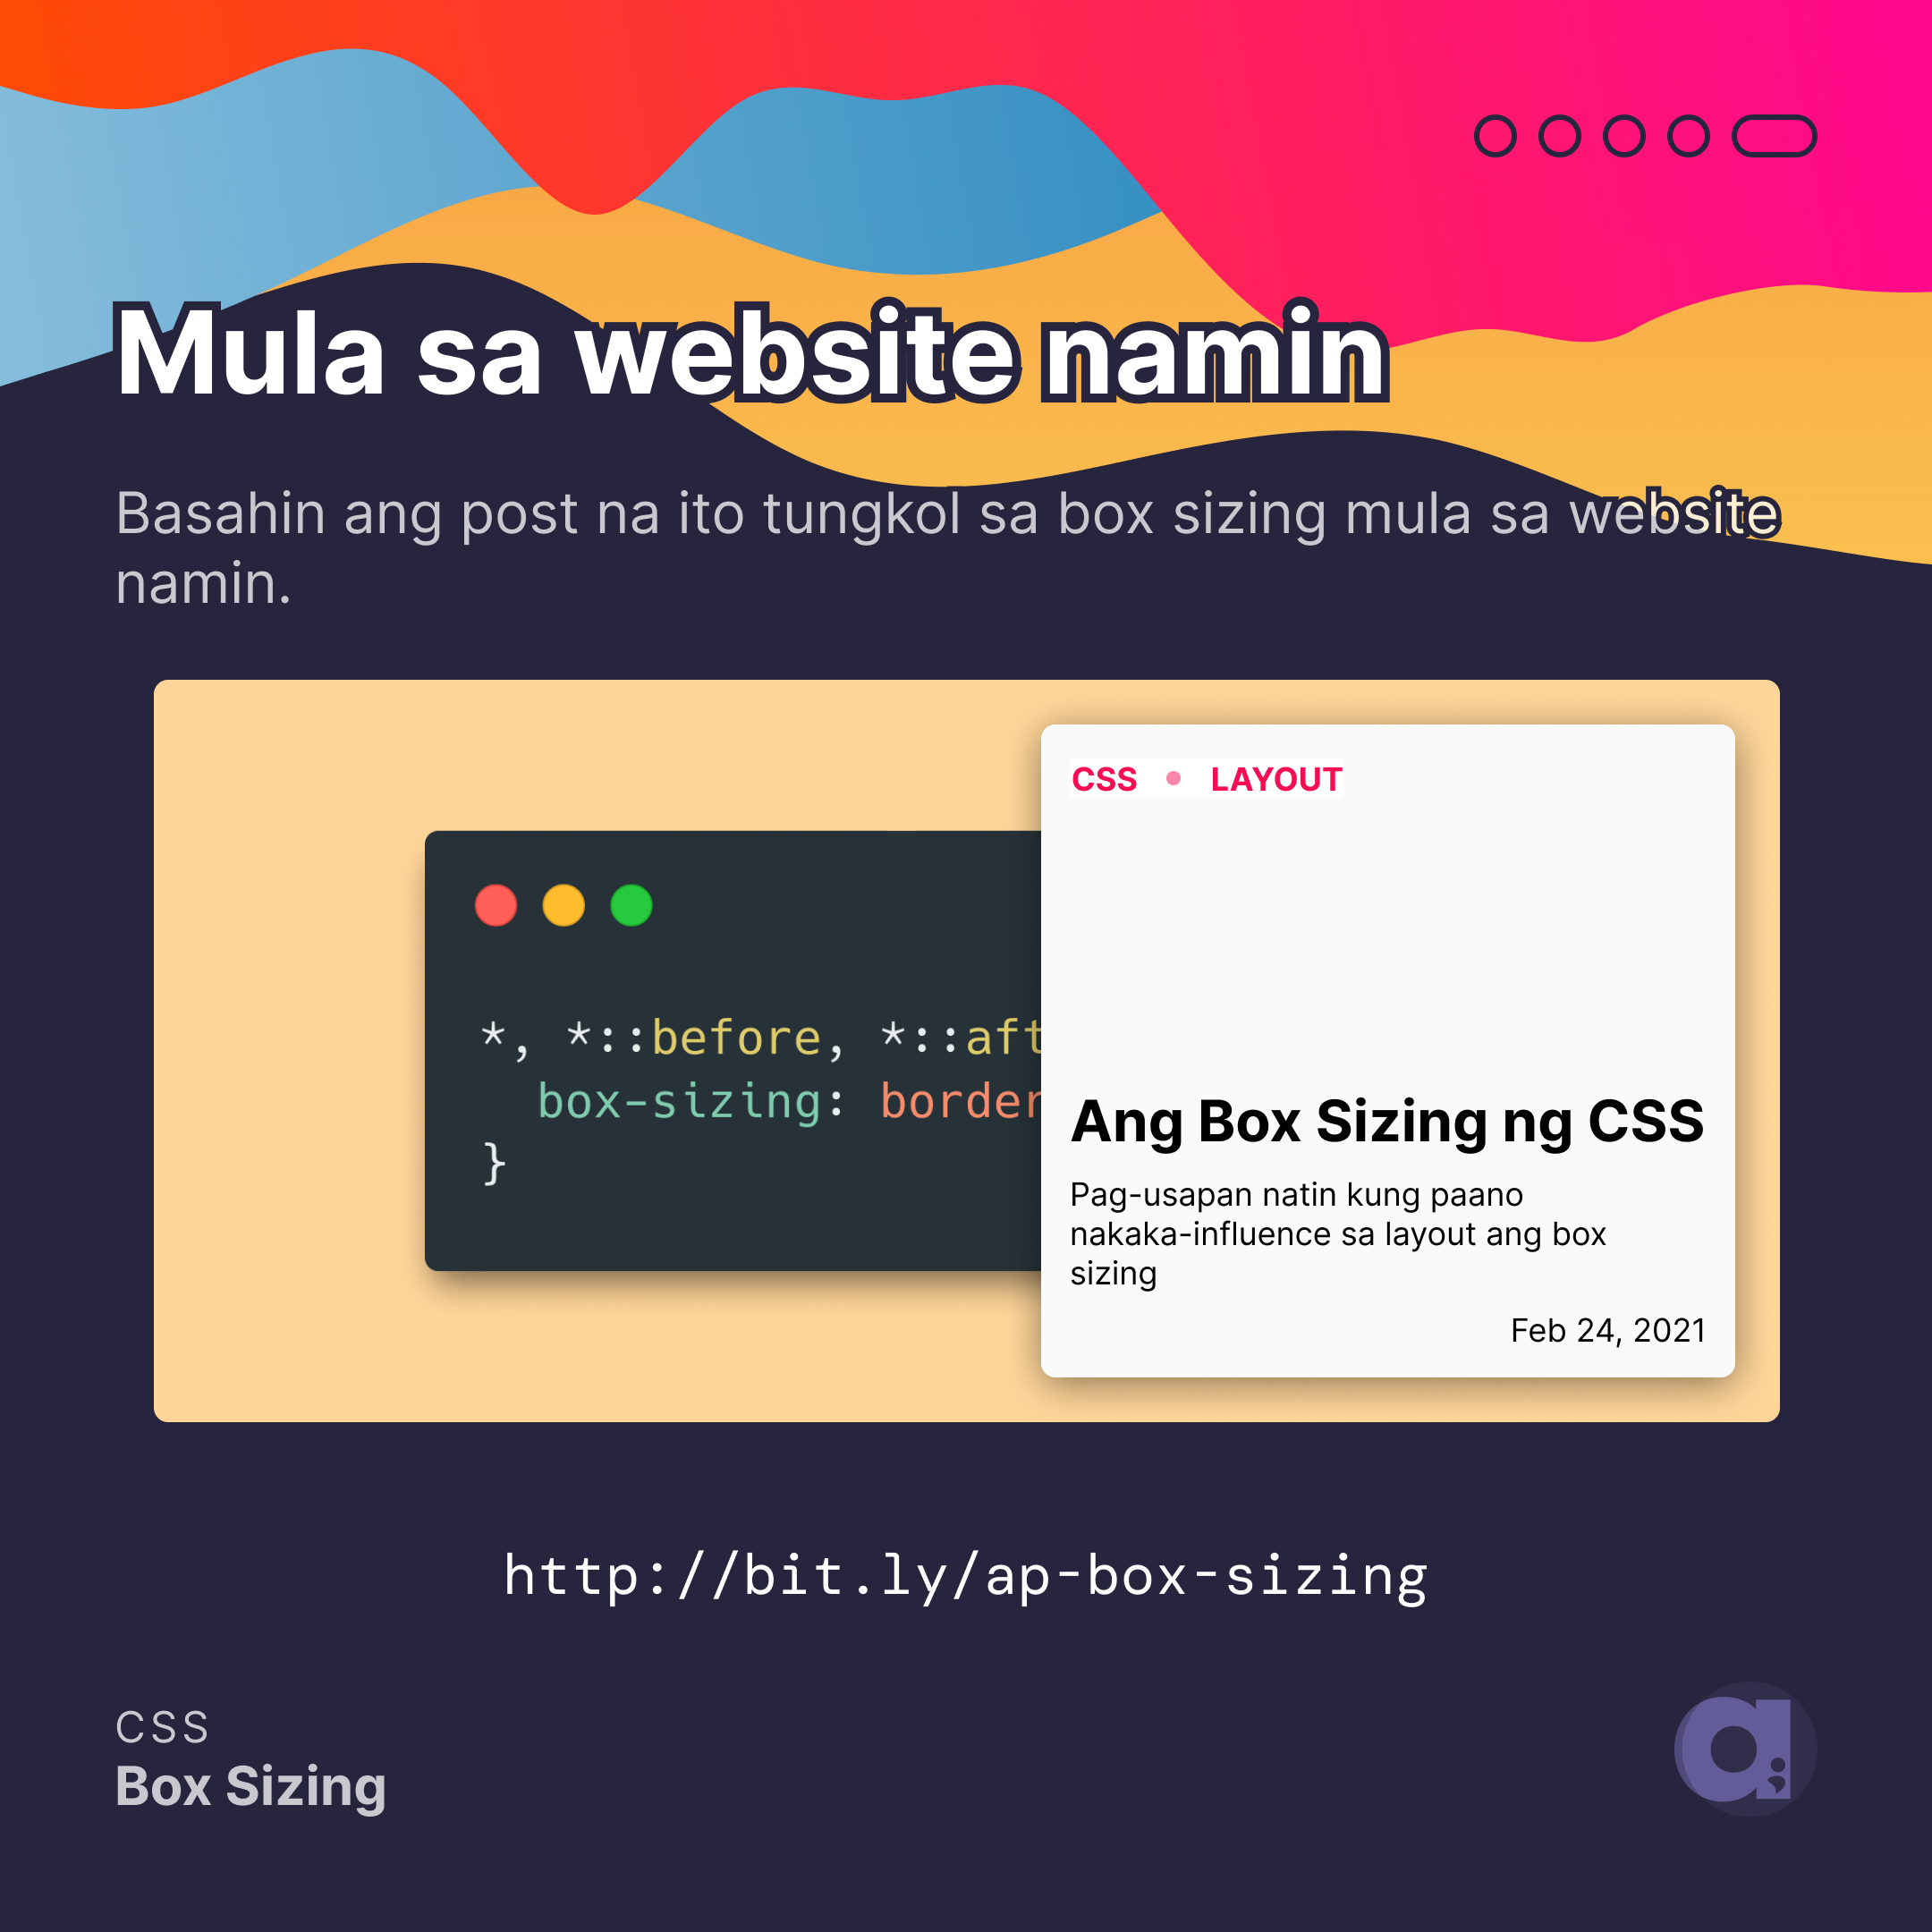 Mula sa website namin
Basahin ang post na ito tungkol sa box sizing mula sa website
namin.
CSS • LAYOUT
*, *::before, *::aft
box-sizing: border
}
Ang Box Sizing ng CSS
Pag-usapan natin kung paano
nakaka-influence sa layout ang box
sizing
Feb 24, 2021
http://bit.ly/ap-box-sizing
CSS
Box Sizing